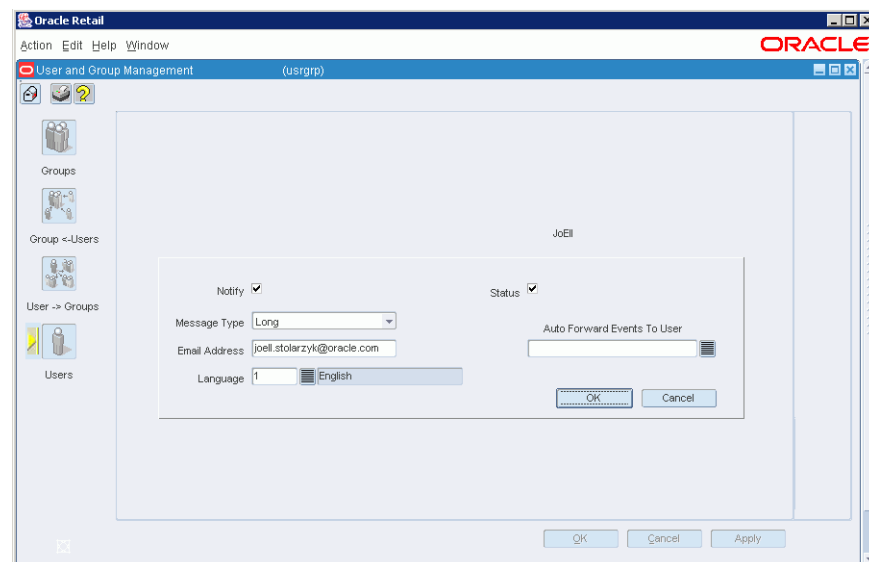 Oracle Retail
Action Edit Help Window
ORACLE
User and Group Management (usrgrp)
Groups
Group <-Users
User -> Groups
Users
JoEll
Notify
Status
Message Type Long
Auto Forward Events To User
Email Address joell.stolarzyk@oracle.com
Language 1 English
OK Cancel
OK Cancel Apply